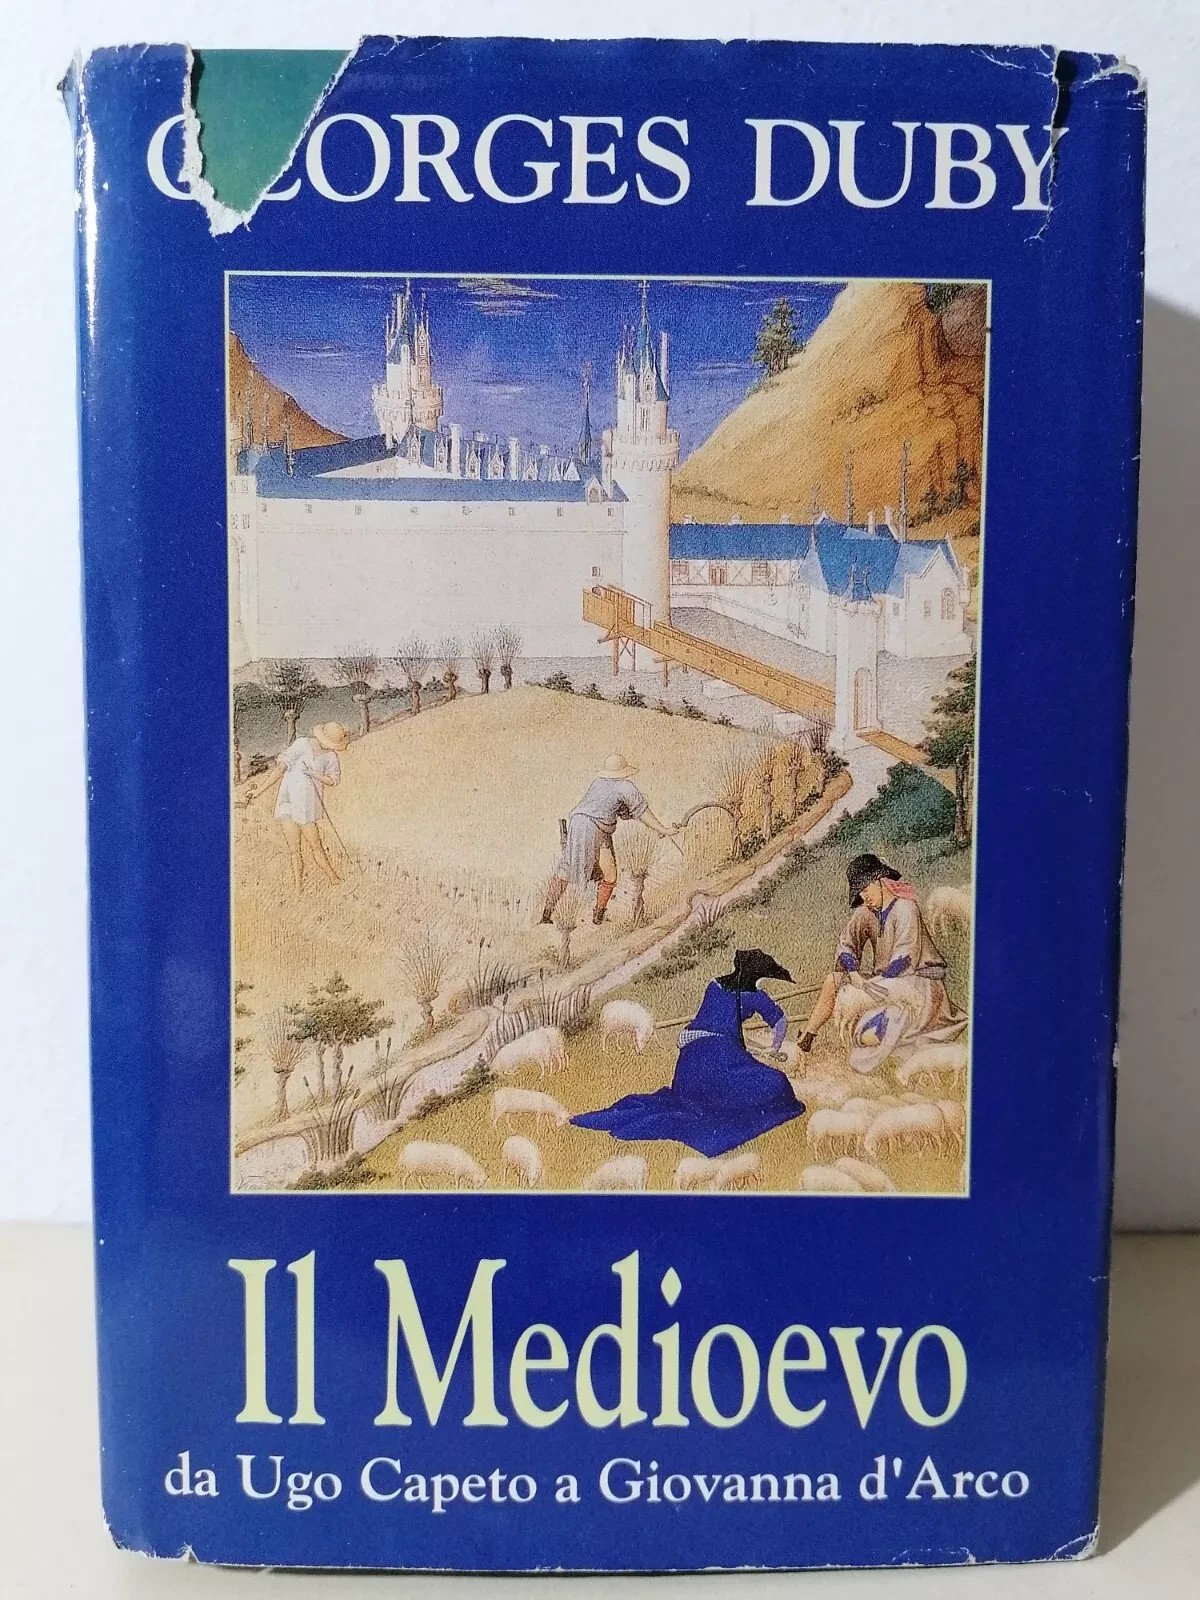 GEORGES DUBY
Il Medioevo
da Ugo Capeto a Giovanna d'Arco